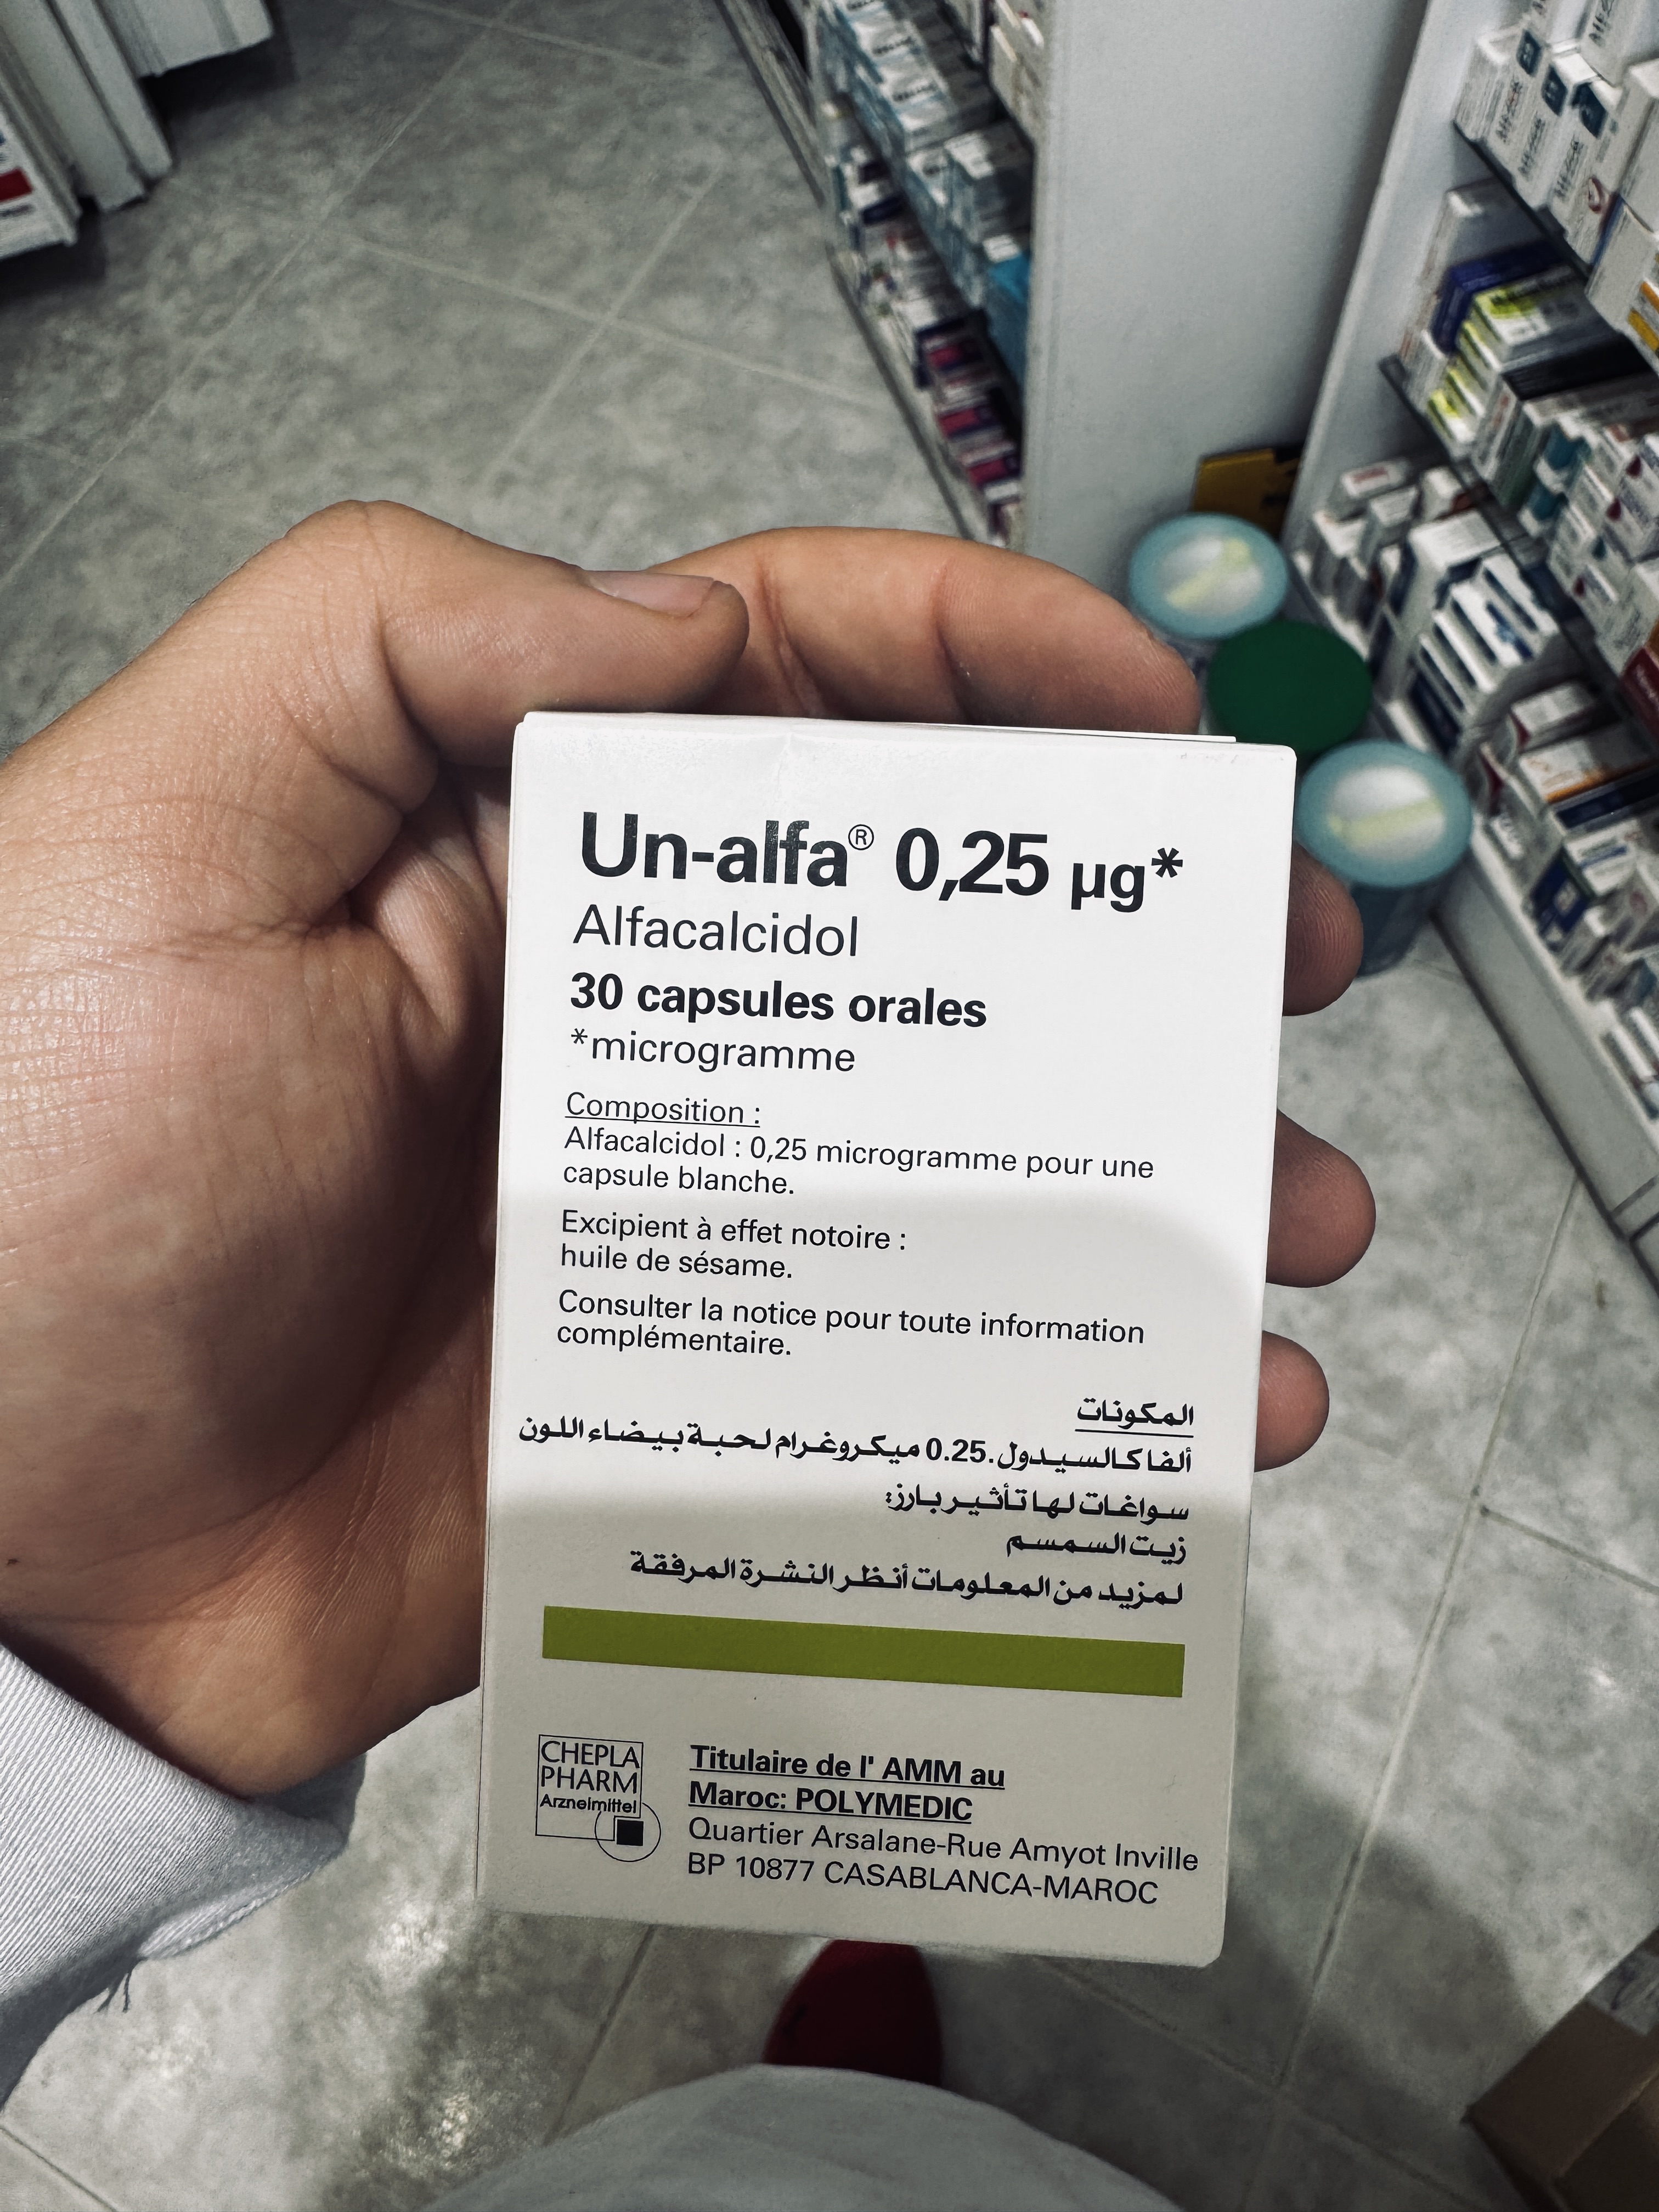 Un-alfa® 0,25 µg*
Alfacalcidol
30 capsules orales
*microgramme
Composition :
Alfacalcidol : 0,25 microgramme pour une
capsule blanche.
Excipient à effet notoire :
huile de sésame.
Consulter la notice pour toute information
complémentaire.
المكونات
ألفا كالسيدول.0.25 ميكروغرام لحبة بيضاء اللون
سواغات لها تأثير بارز:
زيت السمسم
لمزيد من المعلومات أنظر النشرة المرفقة
CHEPLA
PHARM
Arzneimittel
Titulaire de l' AMM au
Maroc: POLYMEDIC
Quartier Arsalane-Rue Amyot Inville
BP 10877 CASABLANCA-MAROC